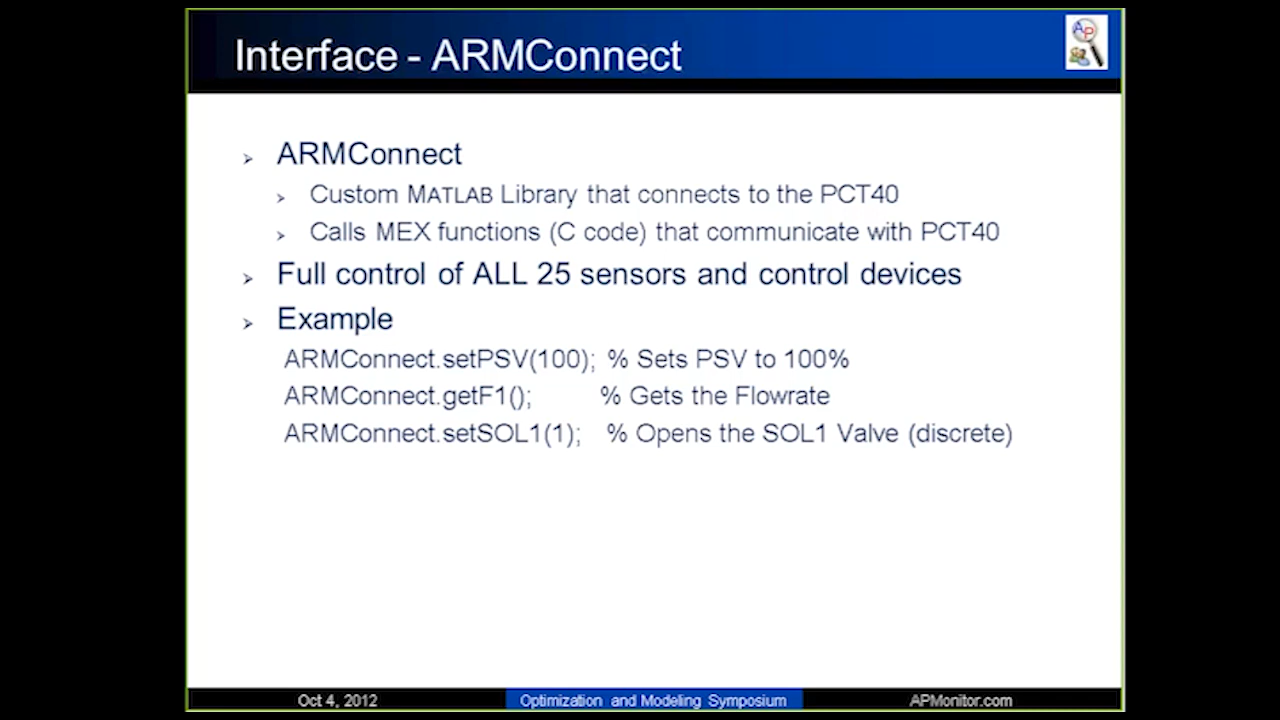 Interface - ARMConnect
AP
ARMConnect
Custom MATLAB Library that connects to the PCT40
Calls MEX functions (C code) that communicate with PCT40
Full control of ALL 25 sensors and control devices
Example
ARMConnect.setPSV(100); % Sets PSV to 100%
ARMConnect.getF1(); % Gets the Flowrate
ARMConnect.setSOL1(1); % Opens the SOL1 Valve (discrete)
Oct 4, 2012 Optimization and Modeling Symposium APMonitor.com